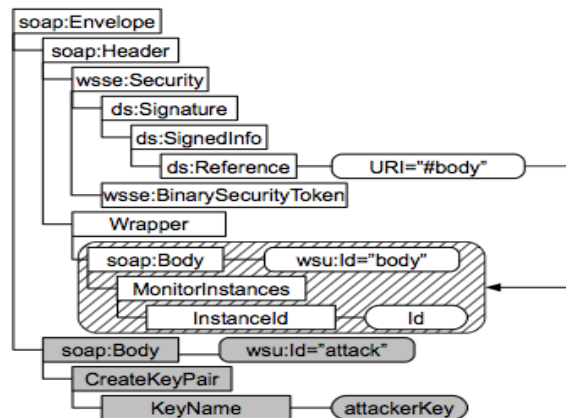 soap:Envelope
soap:Header
wsse:Security
ds:Signature
ds:SignedInfo
ds:Reference URI="#body"
wsse:BinarySecurityToken
Wrapper
soap:Body wsu:Id="body"
MonitorInstances
InstanceId Id
soap:Body wsu:Id="attack"
CreateKeyPair
KeyName attackerKey